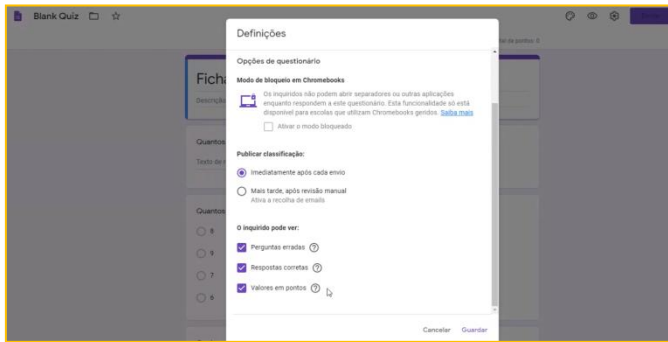 Blank Quiz
Definições
Opções de questionário
Modo de bloqueio em Chromebooks
Os inquiridos não podem abrir separadores ou outras aplicações
enquanto respondem a este questionário. Esta funcionalidade só está
disponível para escolas que utilizam Chromebooks geridos. Saiba mais
Ativar o modo bloqueado
Publicar classificação:
Imediatamente após cada envio
Mais tarde, após revisão manual
Ativa a recolha de emails
O inquirido pode ver:
Perguntas erradas
Respostas corretas
Valores em pontos
Cancelar Guardar
de pontos: 0
Fich
Descrição
Quantos
Texto de
Quantos
8
9
7
6